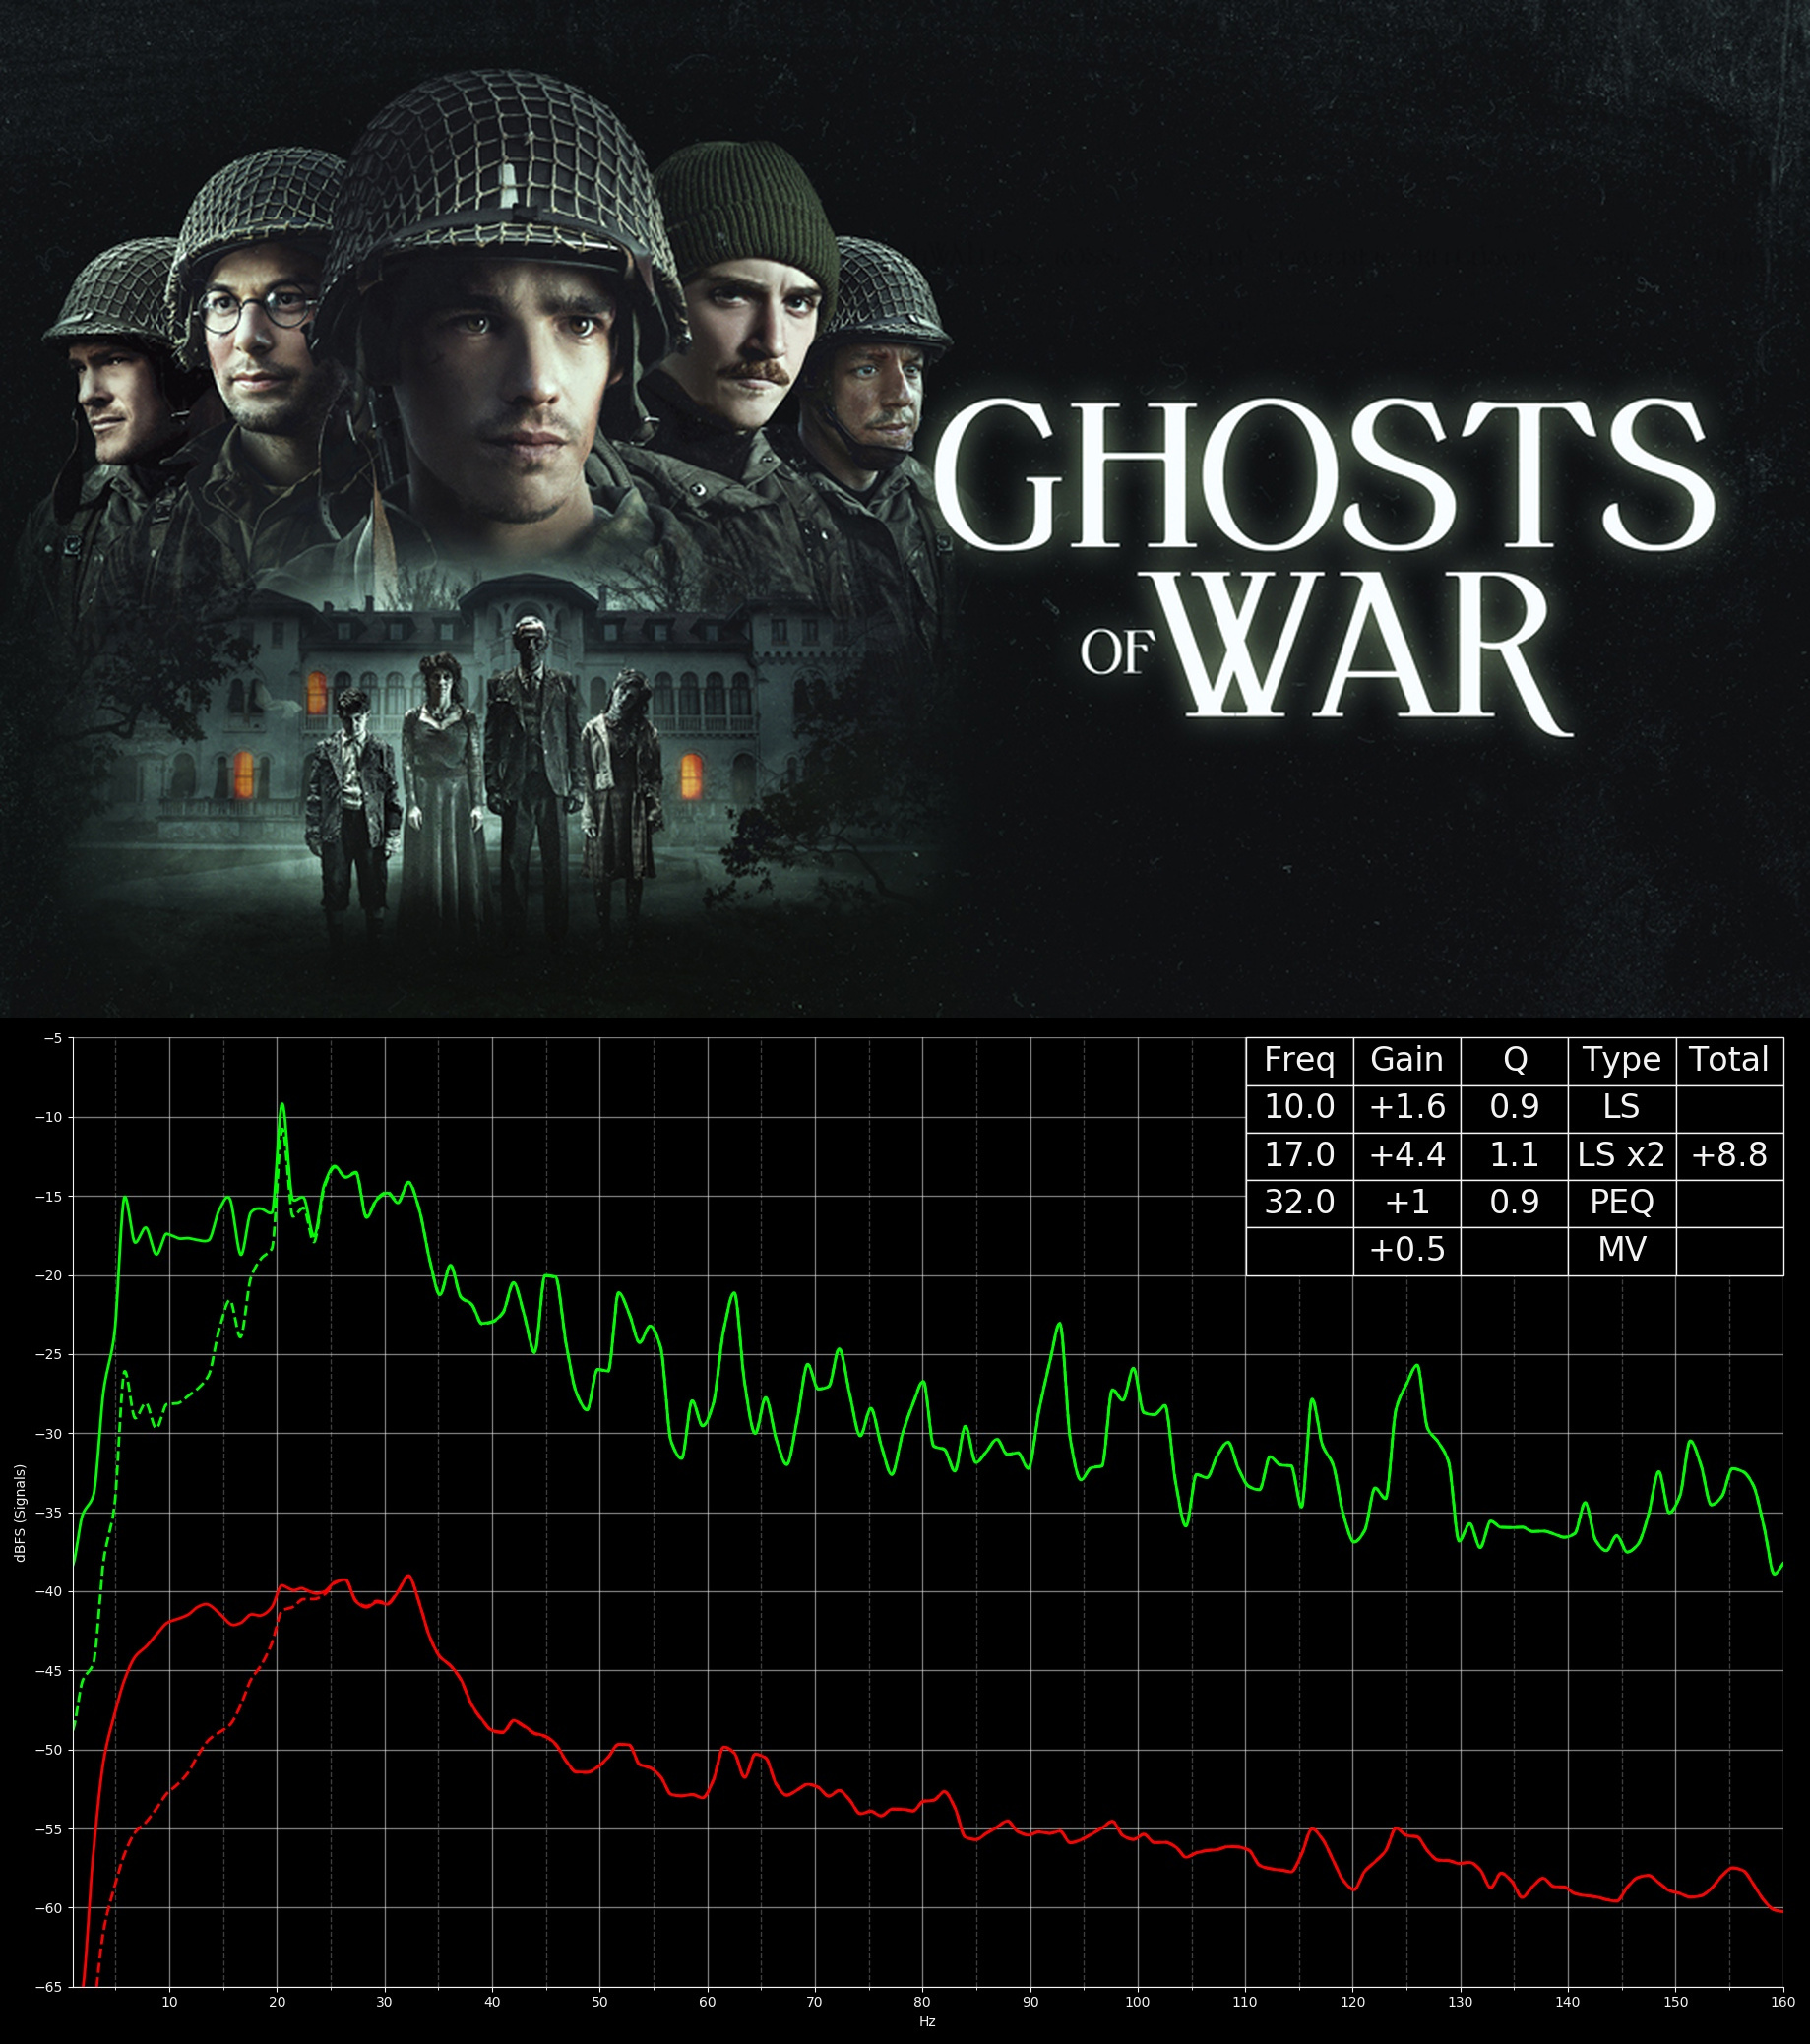 GHOSTS
OF WAR
Freq Gain Q Type Total
10.0 +1.6 0.9 LS
17.0 +4.4 1.1 LS x2 +8.8
32.0 +1 0.9 PEQ
+0.5 MV
−5
−10
−15
−20
−25
−30
−35
−40
−45
−50
−55
−60
−65
dBFS (Signals)
10 20 30 40 50 60 70 80 90 100 110 120 130 140 150 160
Hz